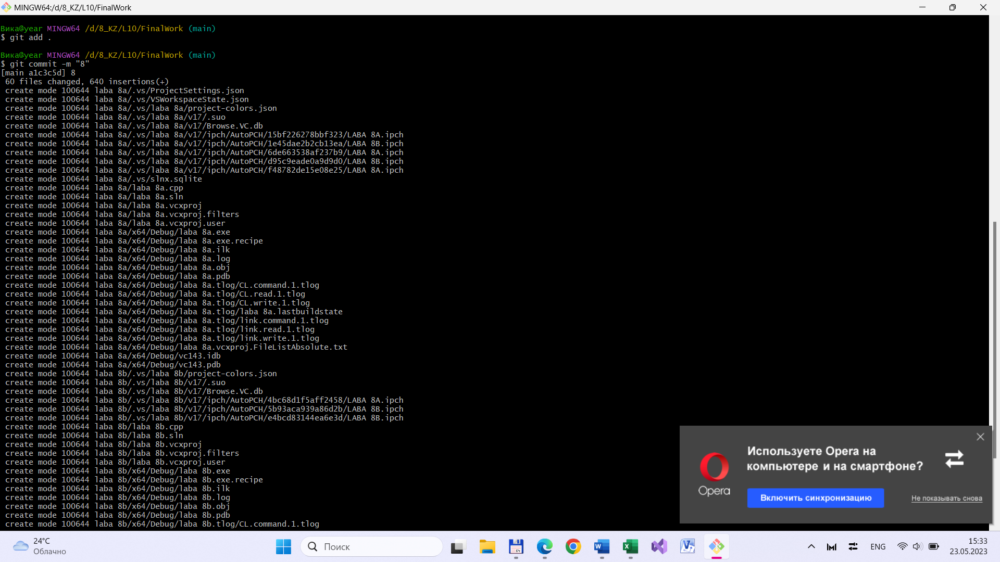 MINGW64:/d/8_KZ/L10/FinalWork
Вика@year MINGW64 /d/8_KZ/L10/FinalWork (main)
$ git add .
Вика@year MINGW64 /d/8_KZ/L10/FinalWork (main)
$ git commit -m "8"
[main a1c3c5d] 8
60 files changed, 640 insertions(+)
create mode 100644 laba 8a/.vs/ProjectSettings.json
create mode 100644 laba 8a/.vs/VSWorkspaceState.json
create mode 100644 laba 8a/.vs/laba 8a/project-colors.json
create mode 100644 laba 8a/.vs/laba 8a/v17/.suo
create mode 100644 laba 8a/.vs/laba 8a/v17/Browse.VC.db
create mode 100644 laba 8a/.vs/laba 8a/v17/ipch/AutoPCH/15bf226278bbf323/LABA 8A.ipch
create mode 100644 laba 8a/.vs/laba 8a/v17/ipch/AutoPCH/1e45dae2b2cb13ea/LABA 8B.ipch
create mode 100644 laba 8a/.vs/laba 8a/v17/ipch/AutoPCH/6de663538af237b9/LABA 8A.ipch
create mode 100644 laba 8a/.vs/laba 8a/v17/ipch/AutoPCH/d95c9eade0a9d9d0/LABA 8B.ipch
create mode 100644 laba 8a/.vs/laba 8a/v17/ipch/AutoPCH/f48782de15e08e25/LABA 8A.ipch
create mode 100644 laba 8a/.vs/slnx.sqlite
create mode 100644 laba 8a/laba 8a.cpp
create mode 100644 laba 8a/laba 8a.sln
create mode 100644 laba 8a/laba 8a.vcxproj
create mode 100644 laba 8a/laba 8a.vcxproj.filters
create mode 100644 laba 8a/laba 8a.vcxproj.user
create mode 100644 laba 8a/x64/Debug/laba 8a.exe
create mode 100644 laba 8a/x64/Debug/laba 8a.exe.recipe
create mode 100644 laba 8a/x64/Debug/laba 8a.ilk
create mode 100644 laba 8a/x64/Debug/laba 8a.log
create mode 100644 laba 8a/x64/Debug/laba 8a.obj
create mode 100644 laba 8a/x64/Debug/laba 8a.pdb
create mode 100644 laba 8a/x64/Debug/laba 8a.tlog/CL.command.1.tlog
create mode 100644 laba 8a/x64/Debug/laba 8a.tlog/CL.read.1.tlog
create mode 100644 laba 8a/x64/Debug/laba 8a.tlog/CL.write.1.tlog
create mode 100644 laba 8a/x64/Debug/laba 8a.tlog/laba 8a.lastbuildstate
create mode 100644 laba 8a/x64/Debug/laba 8a.tlog/link.command.1.tlog
create mode 100644 laba 8a/x64/Debug/laba 8a.tlog/link.read.1.tlog
create mode 100644 laba 8a/x64/Debug/laba 8a.tlog/link.write.1.tlog
create mode 100644 laba 8a/x64/Debug/laba 8a.vcxproj.FileListAbsolute.txt
create mode 100644 laba 8a/x64/Debug/vc143.idb
create mode 100644 laba 8a/x64/Debug/vc143.pdb
create mode 100644 laba 8b/.vs/laba 8b/project-colors.json
create mode 100644 laba 8b/.vs/laba 8b/v17/.suo
create mode 100644 laba 8b/.vs/laba 8b/v17/Browse.VC.db
create mode 100644 laba 8b/.vs/laba 8b/v17/ipch/AutoPCH/4bc68d1f5aff2458/LABA 8A.ipch
create mode 100644 laba 8b/.vs/laba 8b/v17/ipch/AutoPCH/5b93aca939a86d2b/LABA 8B.ipch
create mode 100644 laba 8b/.vs/laba 8b/v17/ipch/AutoPCH/e4bcd83144ea6e3d/LABA 8B.ipch
create mode 100644 laba 8b/laba 8b.cpp
create mode 100644 laba 8b/laba 8b.sln
create mode 100644 laba 8b/laba 8b.vcxproj
create mode 100644 laba 8b/laba 8b.vcxproj.filters
create mode 100644 laba 8b/laba 8b.vcxproj.user
create mode 100644 laba 8b/x64/Debug/laba 8b.exe
create mode 100644 laba 8b/x64/Debug/laba 8b.exe.recipe
create mode 100644 laba 8b/x64/Debug/laba 8b.ilk
create mode 100644 laba 8b/x64/Debug/laba 8b.log
create mode 100644 laba 8b/x64/Debug/laba 8b.obj
create mode 100644 laba 8b/x64/Debug/laba 8b.pdb
create mode 100644 laba 8b/x64/Debug/laba 8b.tlog/CL.command.1.tlog
Используете Opera на
компьютере и на смартфоне?
Opera
Включить синхронизацию
Не показывать снова
24°C
Облачно
Поиск
64
W
X
V
ENG
15:33
23.05.2023